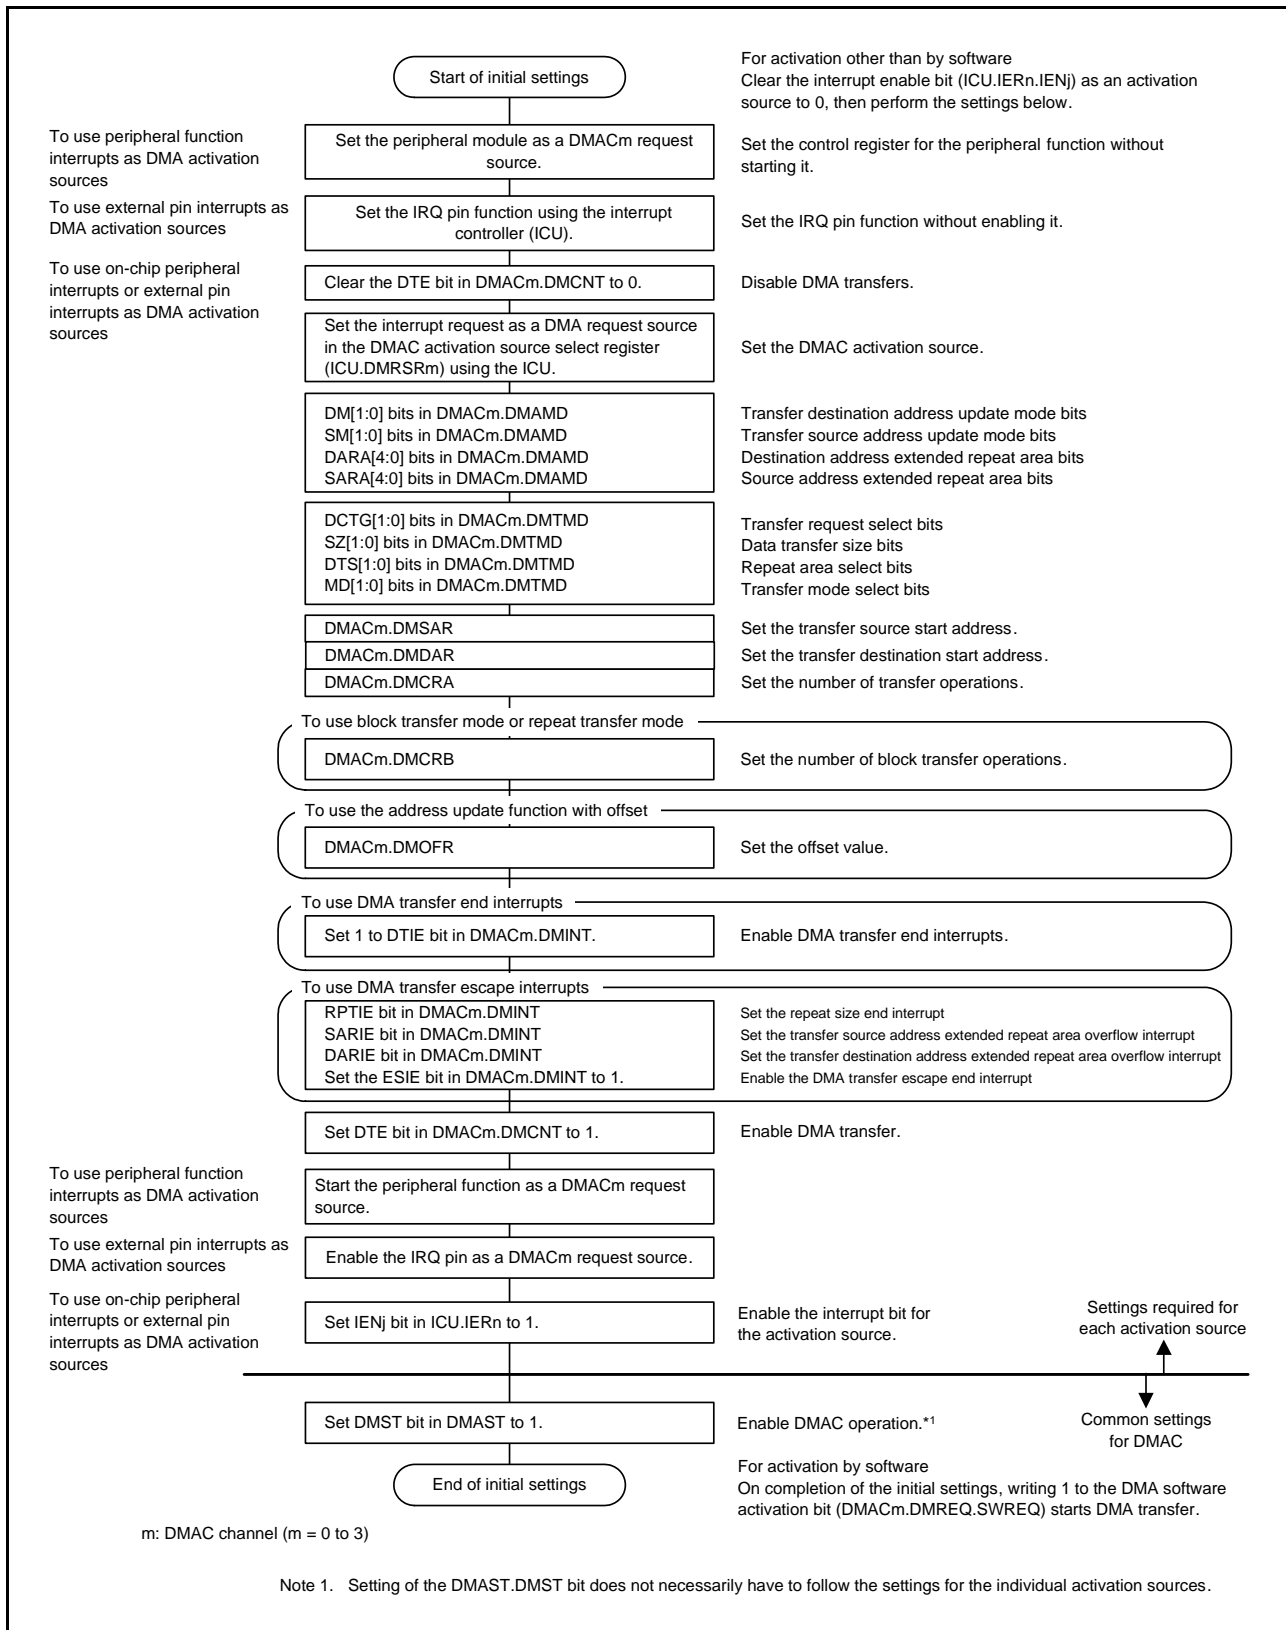 Start of initial settings
For activation other than by software
Clear the interrupt enable bit (ICU.IERn.IENj) as an activation
source to 0, then perform the settings below.
To use peripheral function
interrupts as DMA activation
sources
Set the peripheral module as a DMACm request
source.
Set the control register for the peripheral function without
starting it.
To use external pin interrupts as
DMA activation sources
Set the IRQ pin function using the interrupt
controller (ICU).
Set the IRQ pin function without enabling it.
To use on-chip peripheral
interrupts or external pin
interrupts as DMA activation
sources
Clear the DTE bit in DMACm.DMCNT to 0.
Disable DMA transfers.
Set the interrupt request as a DMA request source
in the DMAC activation source select register
(ICU.DMRSRm) using the ICU.
Set the DMAC activation source.
DM[1:0] bits in DMACm.DMAMD
SM[1:0] bits in DMACm.DMAMD
DARA[4:0] bits in DMACm.DMAMD
SARA[4:0] bits in DMACm.DMAMD
Transfer destination address update mode bits
Transfer source address update mode bits
Destination address extended repeat area bits
Source address extended repeat area bits
DCTG[1:0] bits in DMACm.DMTMD
SZ[1:0] bits in DMACm.DMTMD
DTS[1:0] bits in DMACm.DMTMD
MD[1:0] bits in DMACm.DMTMD
Transfer request select bits
Data transfer size bits
Repeat area select bits
Transfer mode select bits
DMACm.DMSAR
Set the transfer source start address.
DMACm.DMDAR
Set the transfer destination start address.
DMACm.DMCRA
Set the number of transfer operations.
To use block transfer mode or repeat transfer mode
DMACm.DMCRB
Set the number of block transfer operations.
To use the address update function with offset
DMACm.DMOFR
Set the offset value.
To use DMA transfer end interrupts
Set 1 to DTIE bit in DMACm.DMINT.
Enable DMA transfer end interrupts.
To use DMA transfer escape interrupts
RPTIE bit in DMACm.DMINT
SARIE bit in DMACm.DMINT
DARIE bit in DMACm.DMINT
Set the ESIE bit in DMACm.DMINT to 1.
Set the repeat size end interrupt
Set the transfer source address extended repeat area overflow interrupt
Set the transfer destination address extended repeat area overflow interrupt
Enable the DMA transfer escape end interrupt
Set DTE bit in DMACm.DMCNT to 1.
Enable DMA transfer.
To use peripheral function
interrupts as DMA activation
sources
Start the peripheral function as a DMACm request
source.
To use external pin interrupts as
DMA activation sources
Enable the IRQ pin as a DMACm request source.
To use on-chip peripheral
interrupts or external pin
interrupts as DMA activation
sources
Set IENj bit in ICU.IERn to 1.
Enable the interrupt bit for
the activation source.
Settings required for
each activation source
Set DMST bit in DMAST to 1.
Enable DMAC operation.*1
Common settings
for DMAC
End of initial settings
For activation by software
On completion of the initial settings, writing 1 to the DMA software
activation bit (DMACm.DMREQ.SWREQ) starts DMA transfer.
m: DMAC channel (m = 0 to 3)
Note 1. Setting of the DMAST.DMST bit does not necessarily have to follow the settings for the individual activation sources.